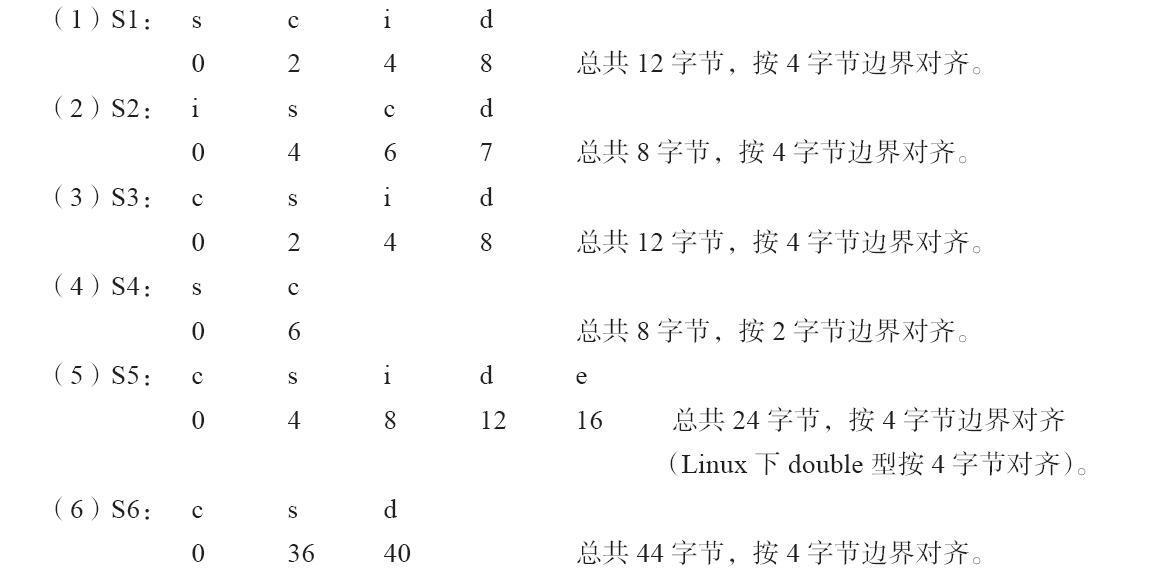 （1）S1： s c i d
0 2 4 8 总共 12 字节，按 4 字节边界对齐。
（2）S2： i s c d
0 4 6 7 总共 8 字节，按 4 字节边界对齐。
（3）S3： c s i d
0 2 4 8 总共 12 字节，按 4 字节边界对齐。
（4）S4： s c
0 6 总共 8 字节，按 2 字节边界对齐。
（5）S5： c s i d e
0 4 8 12 16 总共 24 字节，按 4 字节边界对齐
（Linux 下 double 型按 4 字节对齐）。
（6）S6： c s d
0 36 40 总共 44 字节，按 4 字节边界对齐。